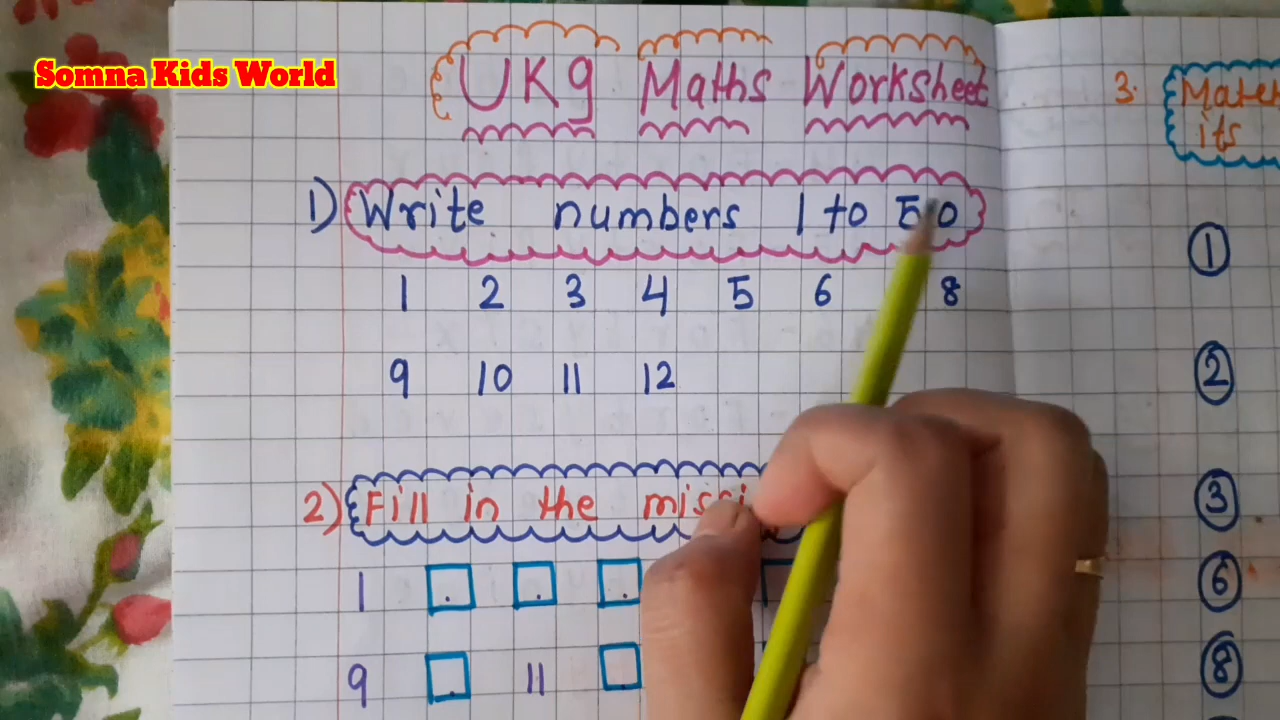 Somna Kids World
UKg Maths Worksheet
1) Write numbers 1 to 50
1 2 3 4 5 6 8
9 10 11 12
2) Fill in the
1
9 11
3.
its
1
2
3
6
8